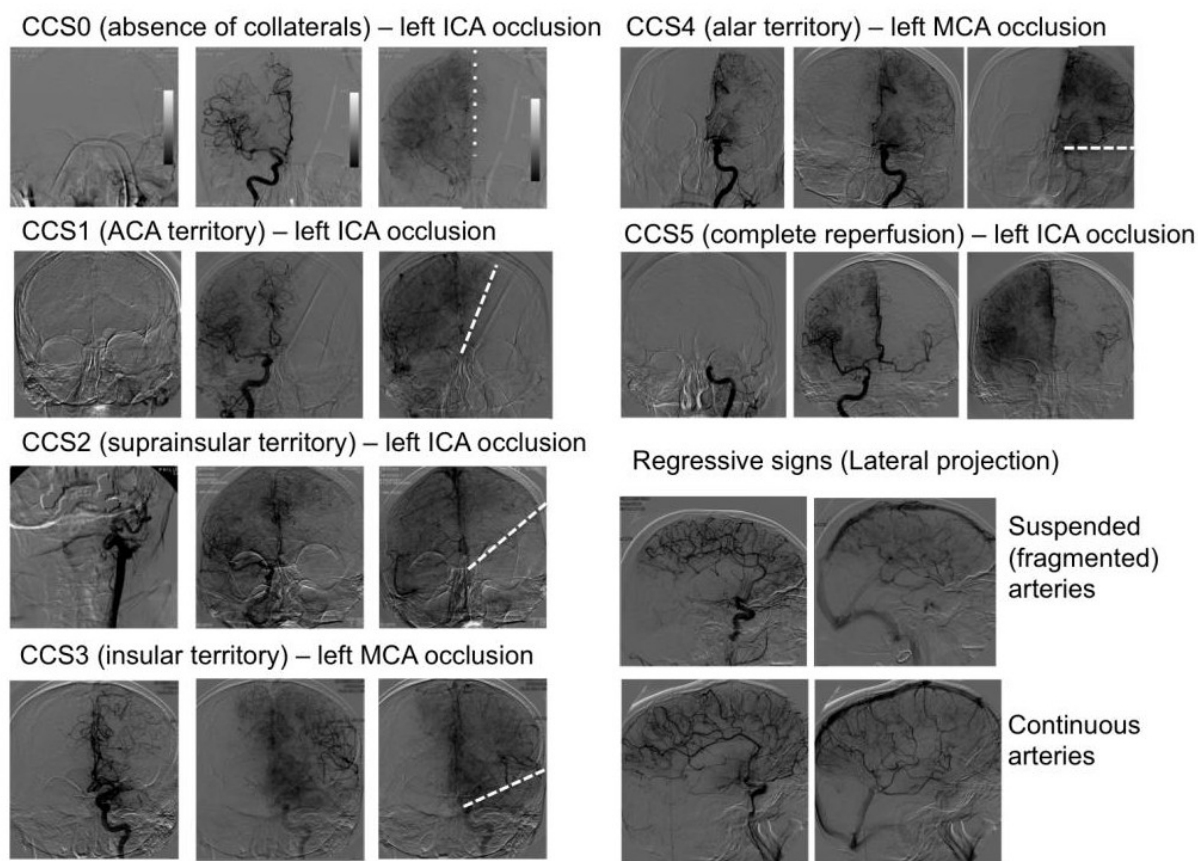 CCS0 (absence of collaterals) – left ICA occlusion
CCS1 (ACA territory) – left ICA occlusion
CCS2 (suprainsular territory) – left ICA occlusion
CCS3 (insular territory) – left MCA occlusion
CCS4 (alar territory) – left MCA occlusion
CCS5 (complete reperfusion) – left ICA occlusion
Regressive signs (Lateral projection)
Suspended
(fragmented)
arteries
Continuous
arteries